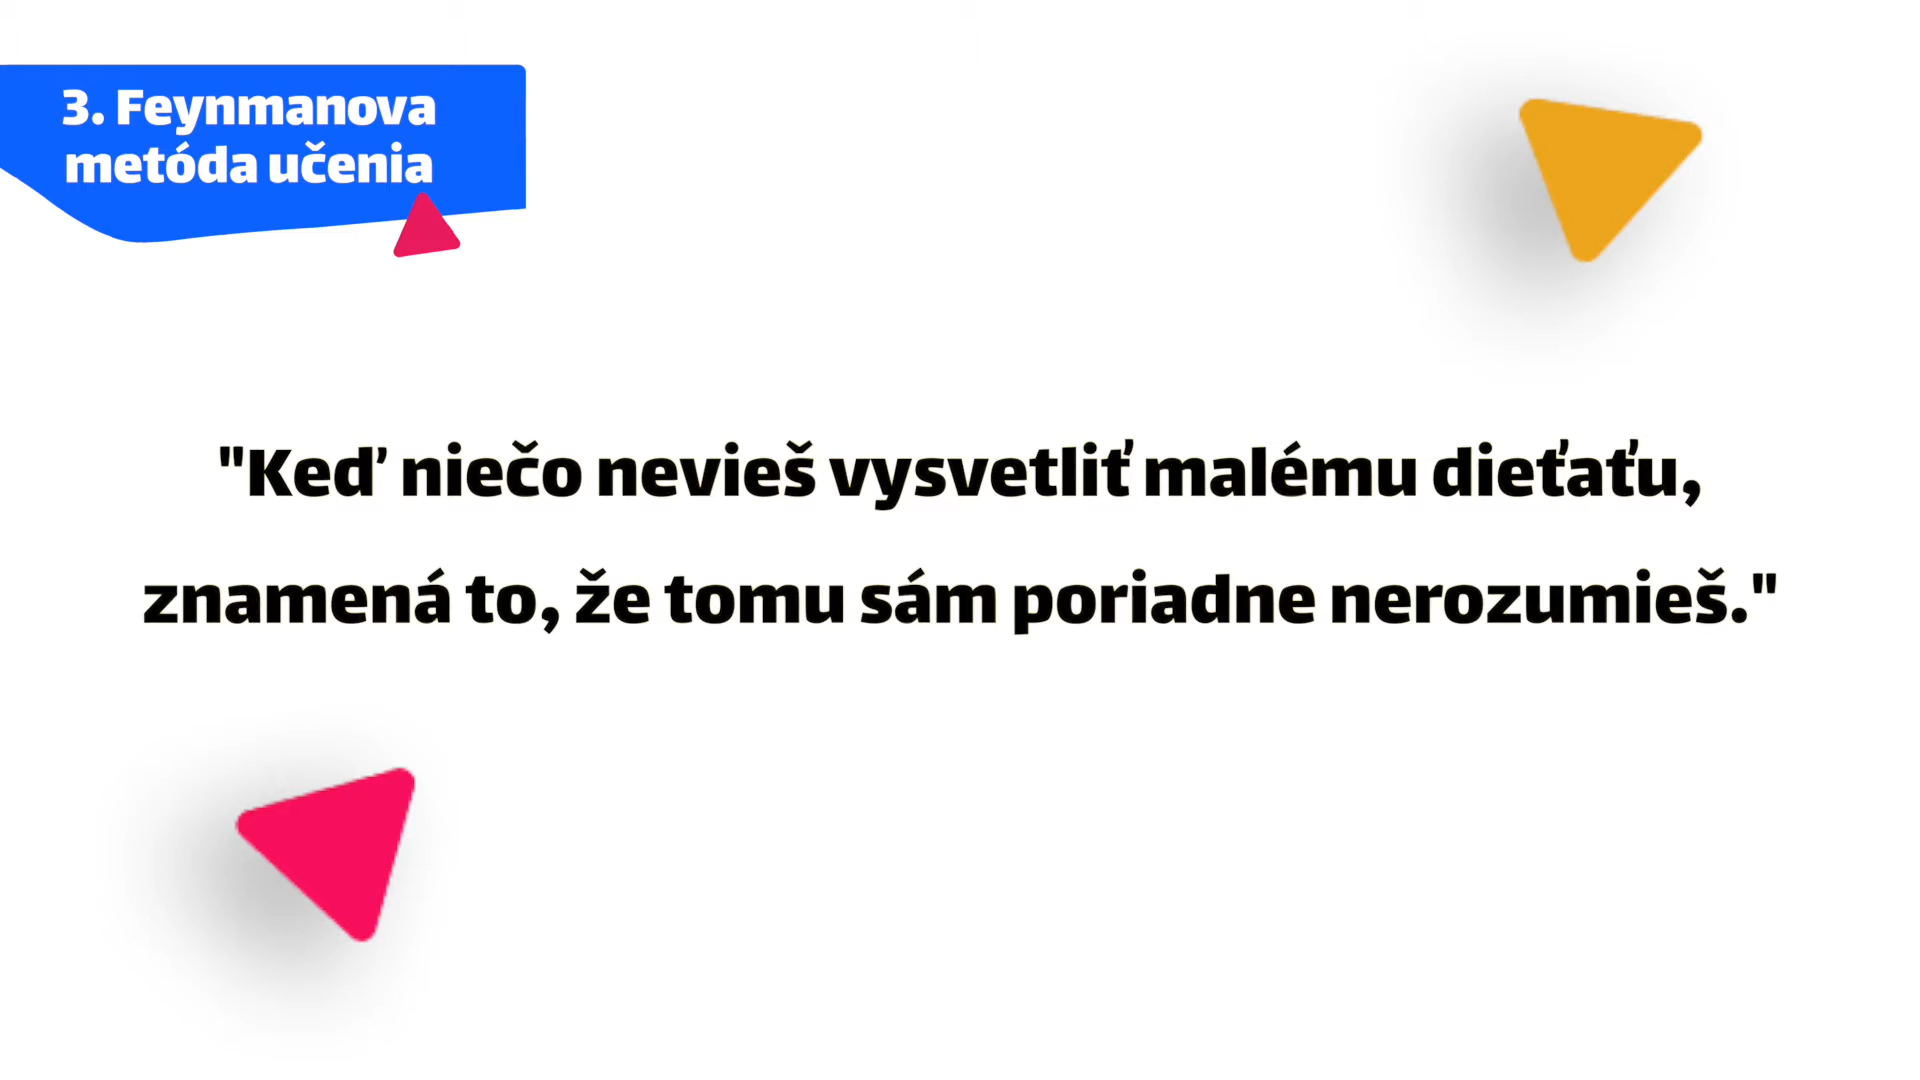 3. Feynmanova
metóda učenia
"Keď niečo nevieš vysvetliť malému dieťaťu,
znamená to, že tomu sám poriadne nerozumieš."